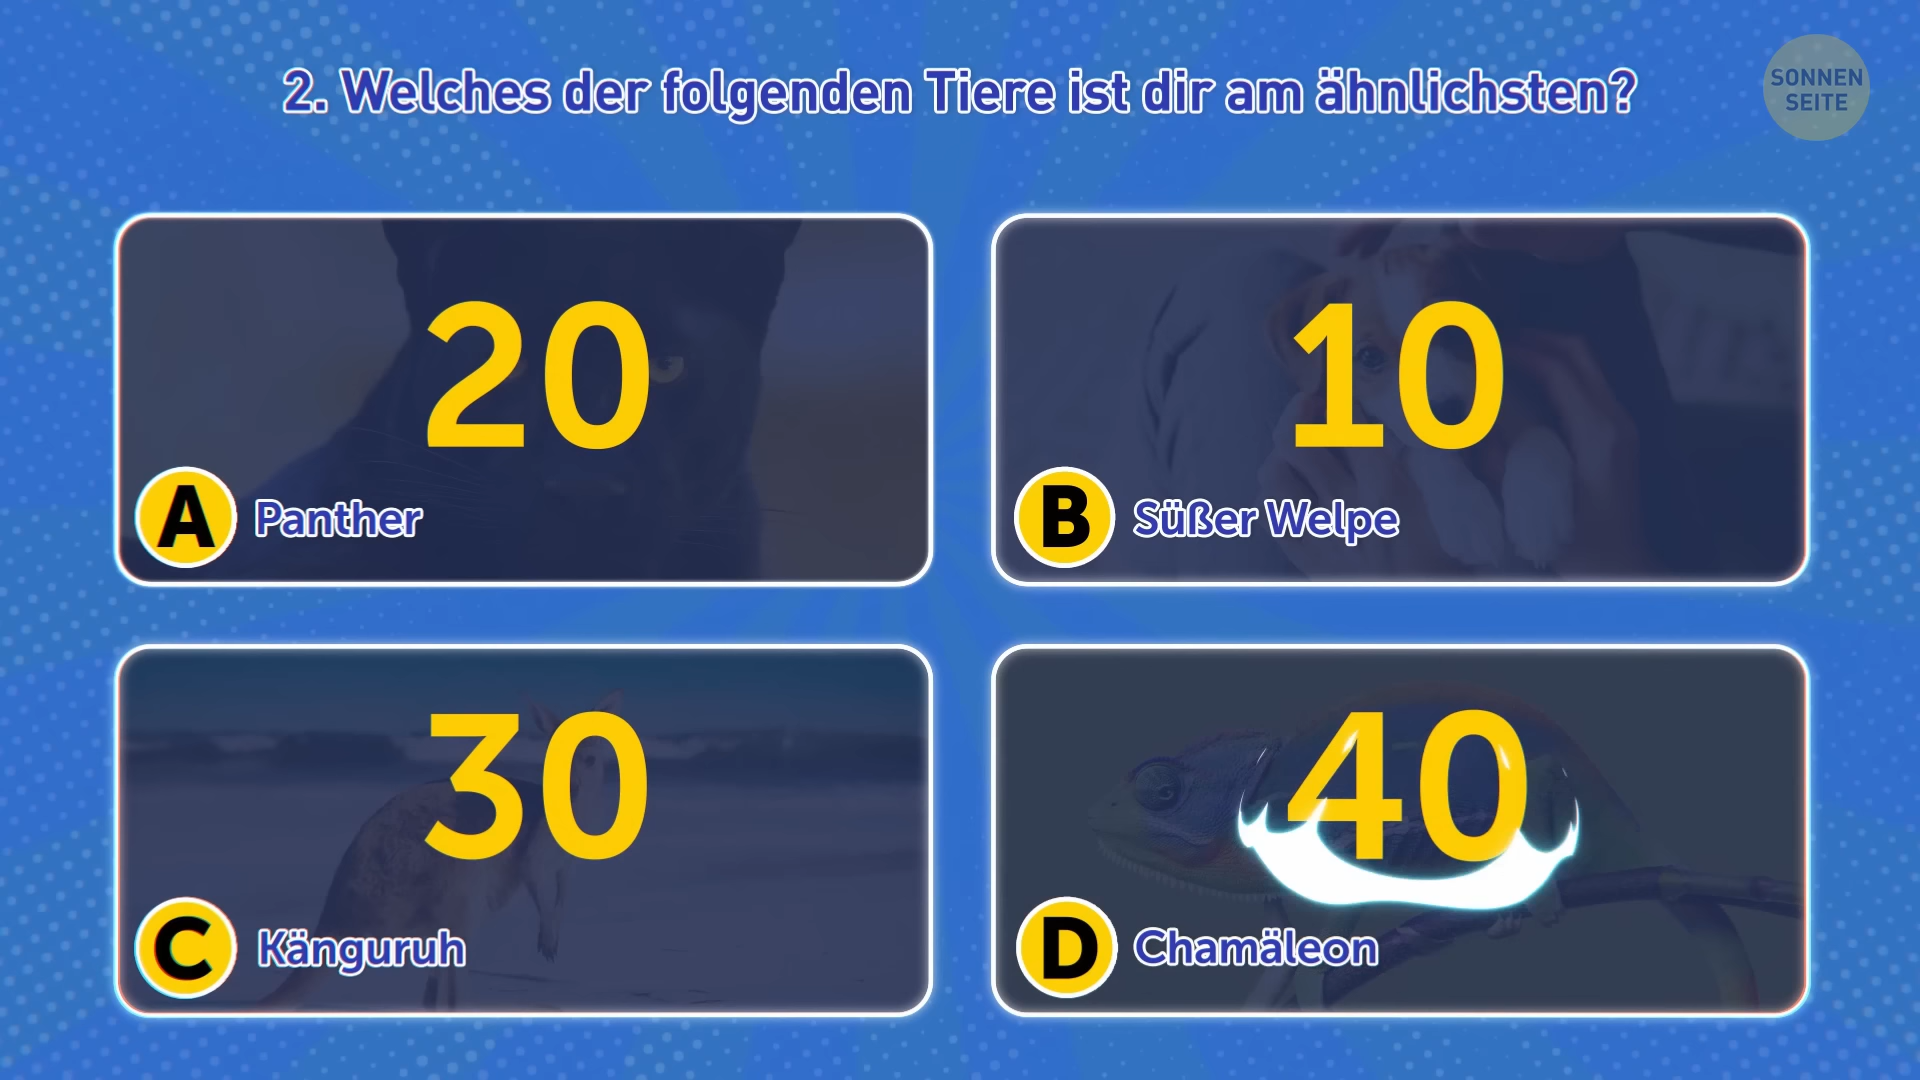 2. Welches der folgenden Tiere ist dir am ähnlichsten?
SONNEN
SEITE
20
A Panther
10
B Süßer Welpe
30
C Känguruh
40
D Chamäleon